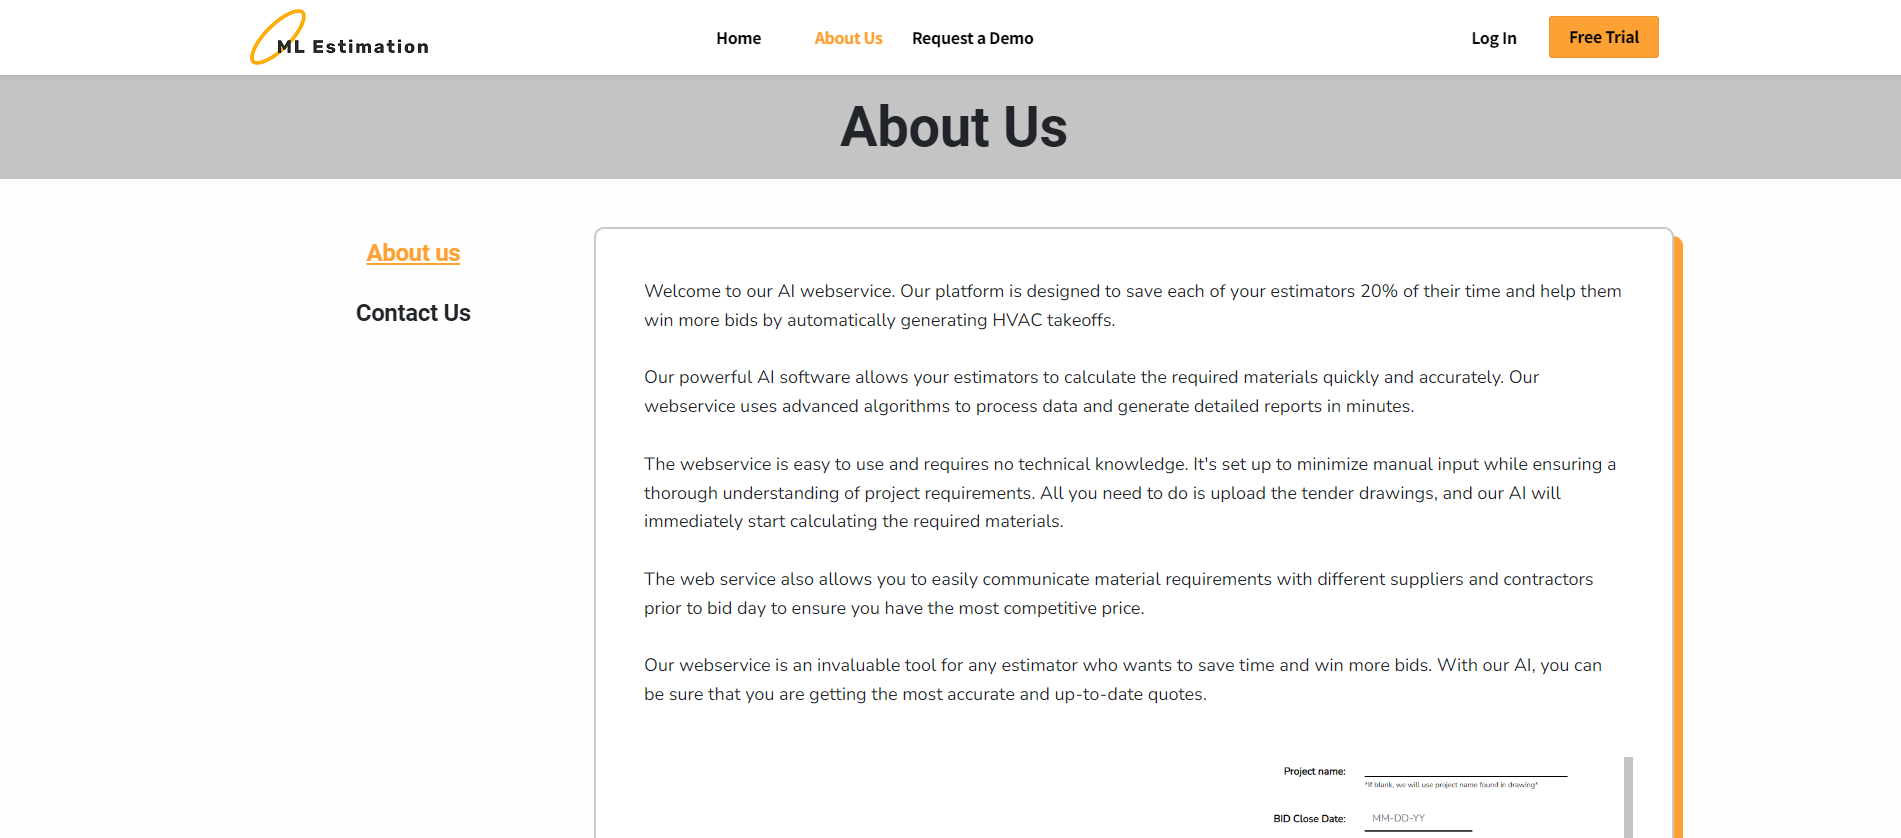 ML Estimation
Home
About Us
Request a Demo
Log In
Free Trial
About Us
About us
Contact Us
Welcome to our AI webservice. Our platform is designed to save each of your estimators 20% of their time and help them
win more bids by automatically generating HVAC takeoffs.
Our powerful AI software allows your estimators to calculate the required materials quickly and accurately. Our
webservice uses advanced algorithms to process data and generate detailed reports in minutes.
The webservice is easy to use and requires no technical knowledge. It's set up to minimize manual input while ensuring a
thorough understanding of project requirements. All you need to do is upload the tender drawings, and our AI will
immediately start calculating the required materials.
The web service also allows you to easily communicate material requirements with different suppliers and contractors
prior to bid day to ensure you have the most competitive price.
Our webservice is an invaluable tool for any estimator who wants to save time and win more bids. With our AI, you can
be sure that you are getting the most accurate and up-to-date quotes.
Project name:
*If blank, we will use project name found in drawing*
BID Close Date:
MM-DD-YY